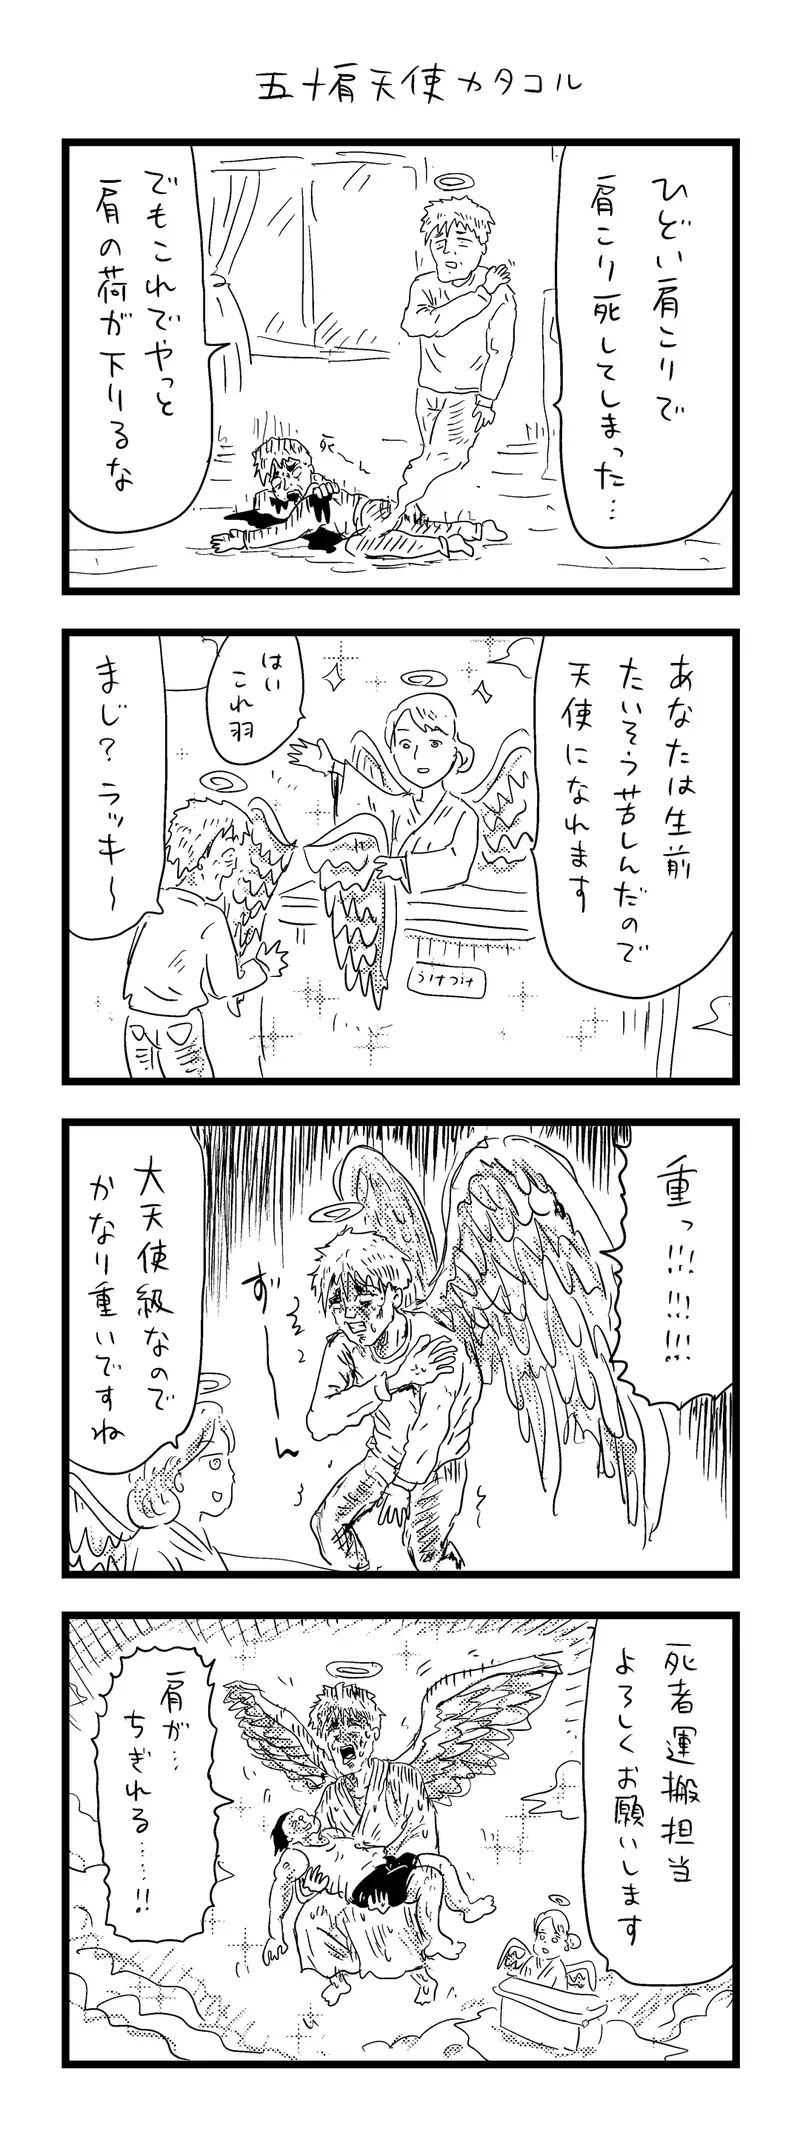 五十肩天使カタコル
ひどい肩こりで
肩こり死してしまった…
でもこれでやっと
肩の荷が下りるな
死〜ん
あなたは生前
たいそう苦しんだので
天使になれます
はい
これ羽
まじ？ラッキー
うけつけ
重っ!!!!!!!!
ずーーん
大天使級なので
かなり重いですね
死者運搬担当
よろしくお願いします
肩が…
ちぎれる……!!